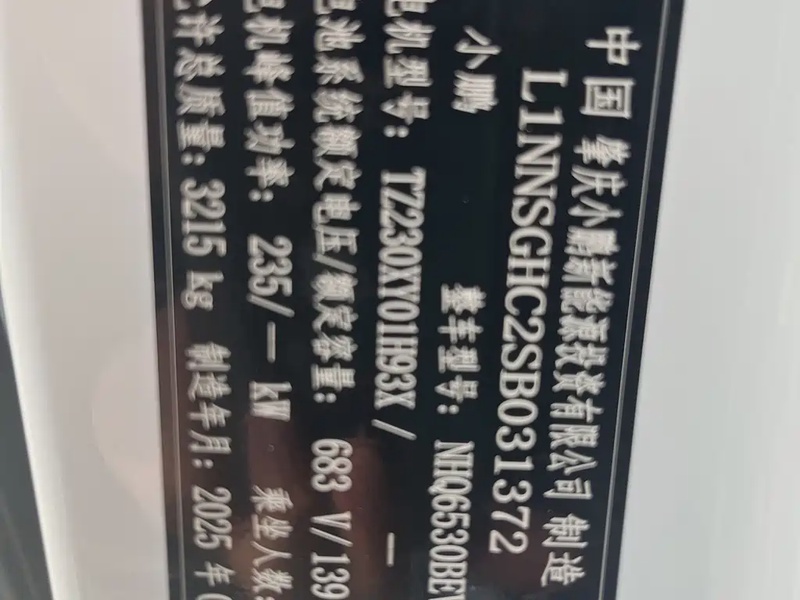 中国 肇庆小鹏新能源投资有限公司 制造
L1NNSGHC2SB031372
小鹏 整车型号: NHQ6530BEV
电机型号: TZ230XY01H93X / —
电池系统额定电压/额定容量: 683 V/139
电机峰值功率: 235/— kW 乘坐人数:
许总质量: 3215 kg 制造年月: 2025 年